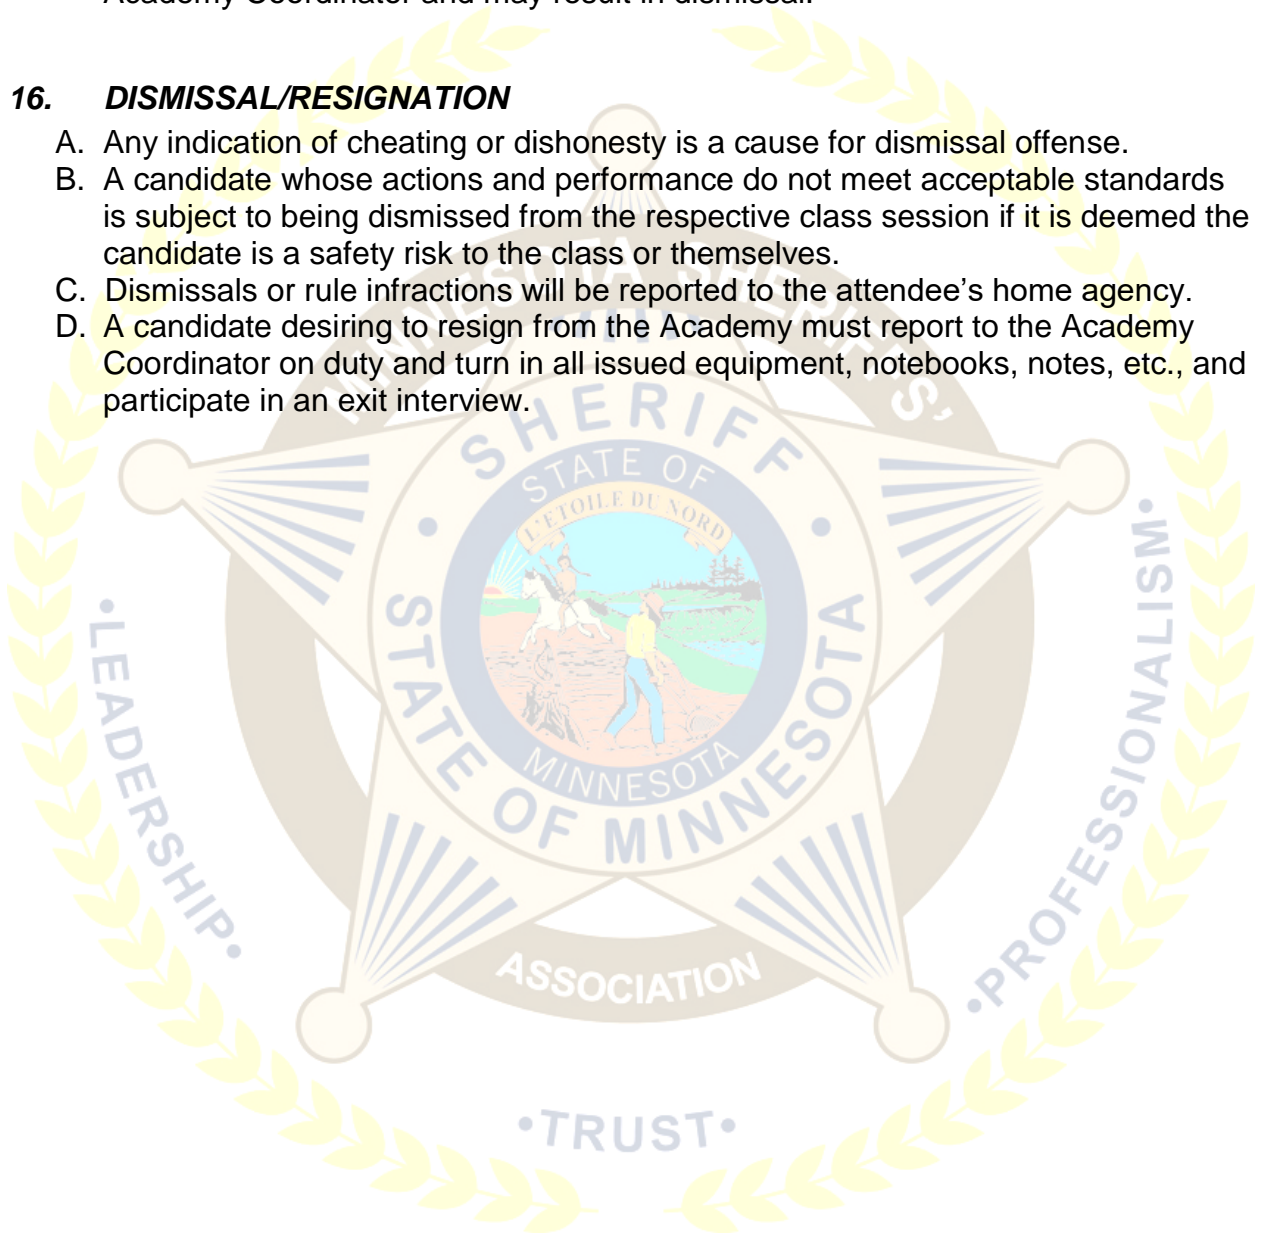 Academy Coordinator and may result in dismissal.
16. DISMISSAL/RESIGNATION
A. Any indication of cheating or dishonesty is a cause for dismissal offense.
B. A candidate whose actions and performance do not meet acceptable standards
is subject to being dismissed from the respective class session if it is deemed the
candidate is a safety risk to the class or themselves.
C. Dismissals or rule infractions will be reported to the attendee’s home agency.
D. A candidate desiring to resign from the Academy must report to the Academy
Coordinator on duty and turn in all issued equipment, notebooks, notes, etc., and
participate in an exit interview.
MINNESOTA SHERIFFS’
ASSOCIATION
SHERIFF
STATE OF MINNESOTA
STATE OF
L'ETOILE DU NORD
MINNESOTA
•LEADERSHIP•
•TRUST•
•PROFESSIONALISM•